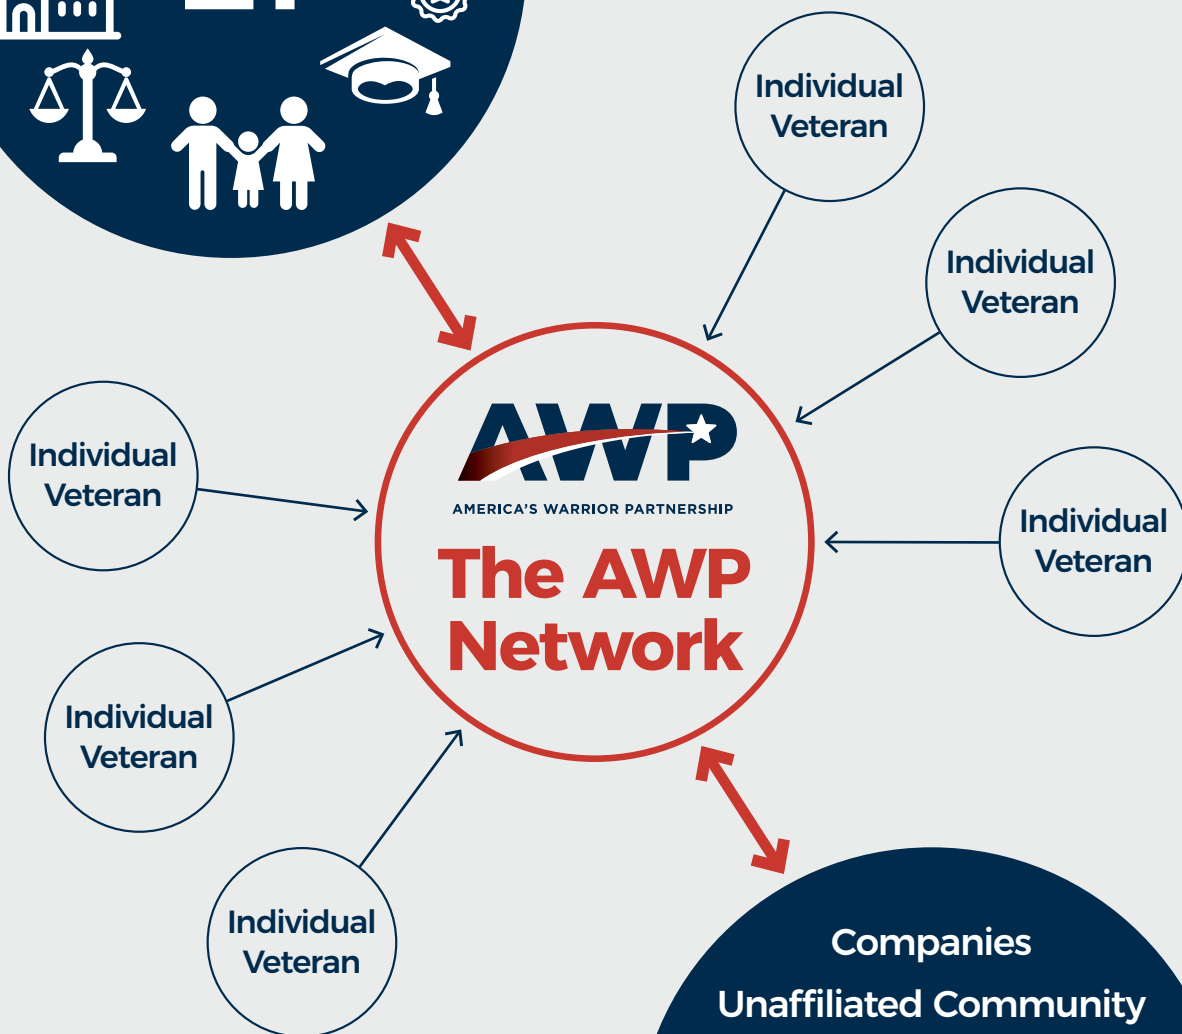 Individual
Veteran
Individual
Veteran
Individual
Veteran
AWP
AMERICA'S WARRIOR PARTNERSHIP
The AWP
Network
Individual
Veteran
Individual
Veteran
Individual
Veteran
Companies
Unaffiliated Community